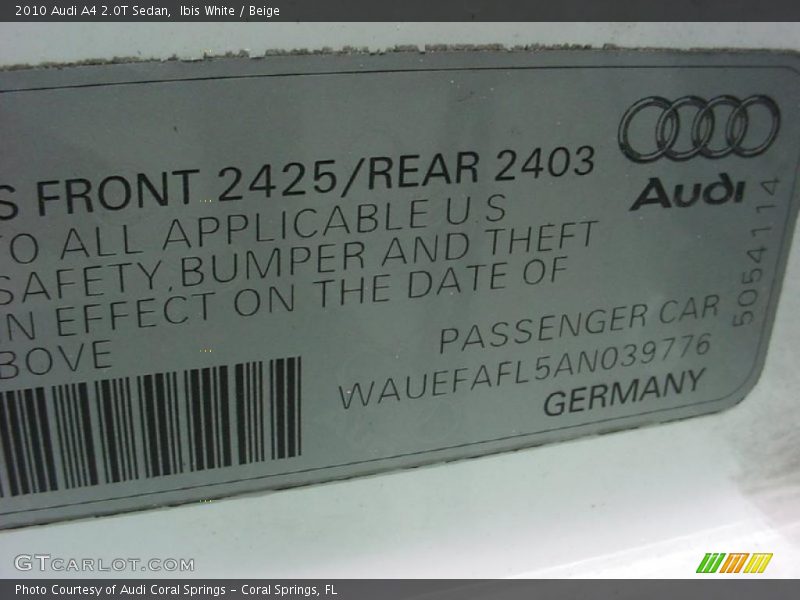 2010 Audi A4 2.0T Sedan, Ibis White / Beige
S FRONT 2425/REAR 2403
TO ALL APPLICABLE U S
SAFETY, BUMPER AND THEFT
N EFFECT ON THE DATE OF
BOVE
Audi
5054114
PASSENGER CAR
WAUEFAFL5AN039776
GERMANY
GTCARLOT.COM
Photo Courtesy of Audi Coral Springs - Coral Springs, FL